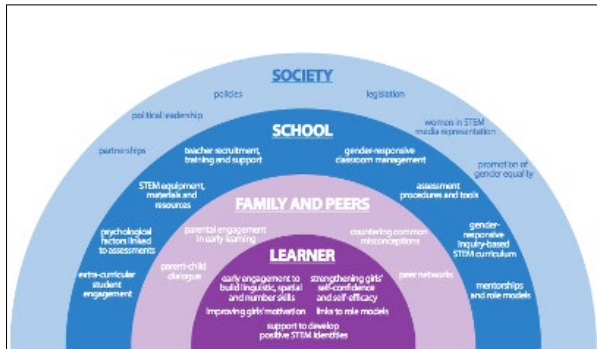 SOCIETY
policies
legislation
political leadership
women in STEM
media representation
partnerships
promotion of
gender equality
SCHOOL
teacher recruitment,
training and support
gender-responsive
classroom management
STEM equipment,
materials and
resources
assessment
procedures and tools
psychological
factors linked
to assessments
gender-
responsive
inquiry-based
STEM curriculum
extra-curricular
student
engagement
mentorships
and role models
FAMILY AND PEERS
parental engagement
in early learning
countering common
misconceptions
parent-child
dialogue
peer networks
LEARNER
early engagement to
build linguistic, spatial
and number skills
strengthening girls'
self-confidence
and self-efficacy
improving girls' motivation
links to role models
support to develop
positive STEM identities